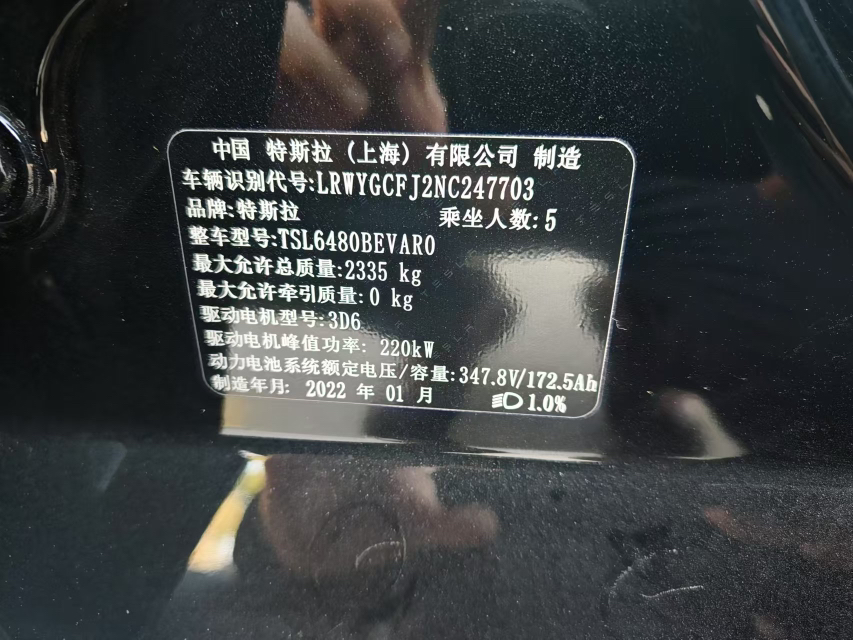 中国 特斯拉 (上海) 有限公司 制造
车辆识别代号:LRWYGCFJ2NC247703
品牌:特斯拉 乘坐人数:5
整车型号:TSL6480BEVAR0
最大允许总质量:2335 kg
最大允许牵引质量:0 kg
驱动电机型号:3D6
驱动电机峰值功率: 220kW
动力电池系统额定电压/容量:347.8V/172.5Ah
制造年月: 2022 年 01 月 1.0%